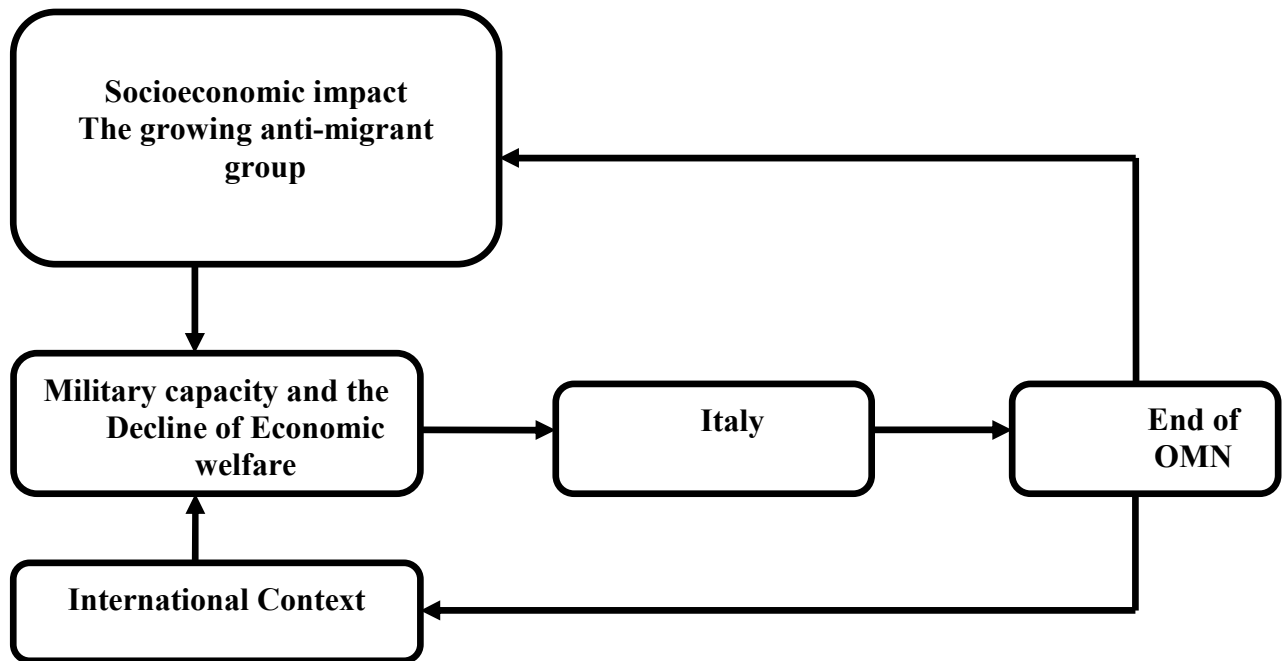 Socioeconomic impact
The growing anti-migrant
group
Military capacity and the
Decline of Economic
welfare
Italy
End of
OMN
International Context